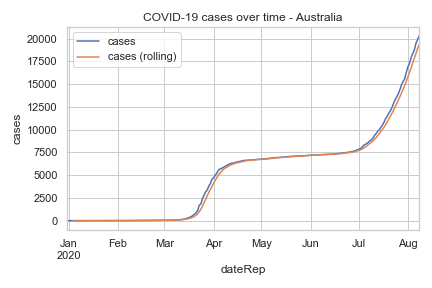 COVID-19 cases over time - Australia
cases
cases (rolling)
20000
17500
15000
12500
10000
7500
5000
2500
0
cases
Jan Feb Mar Apr May Jun Jul Aug
2020
dateRep